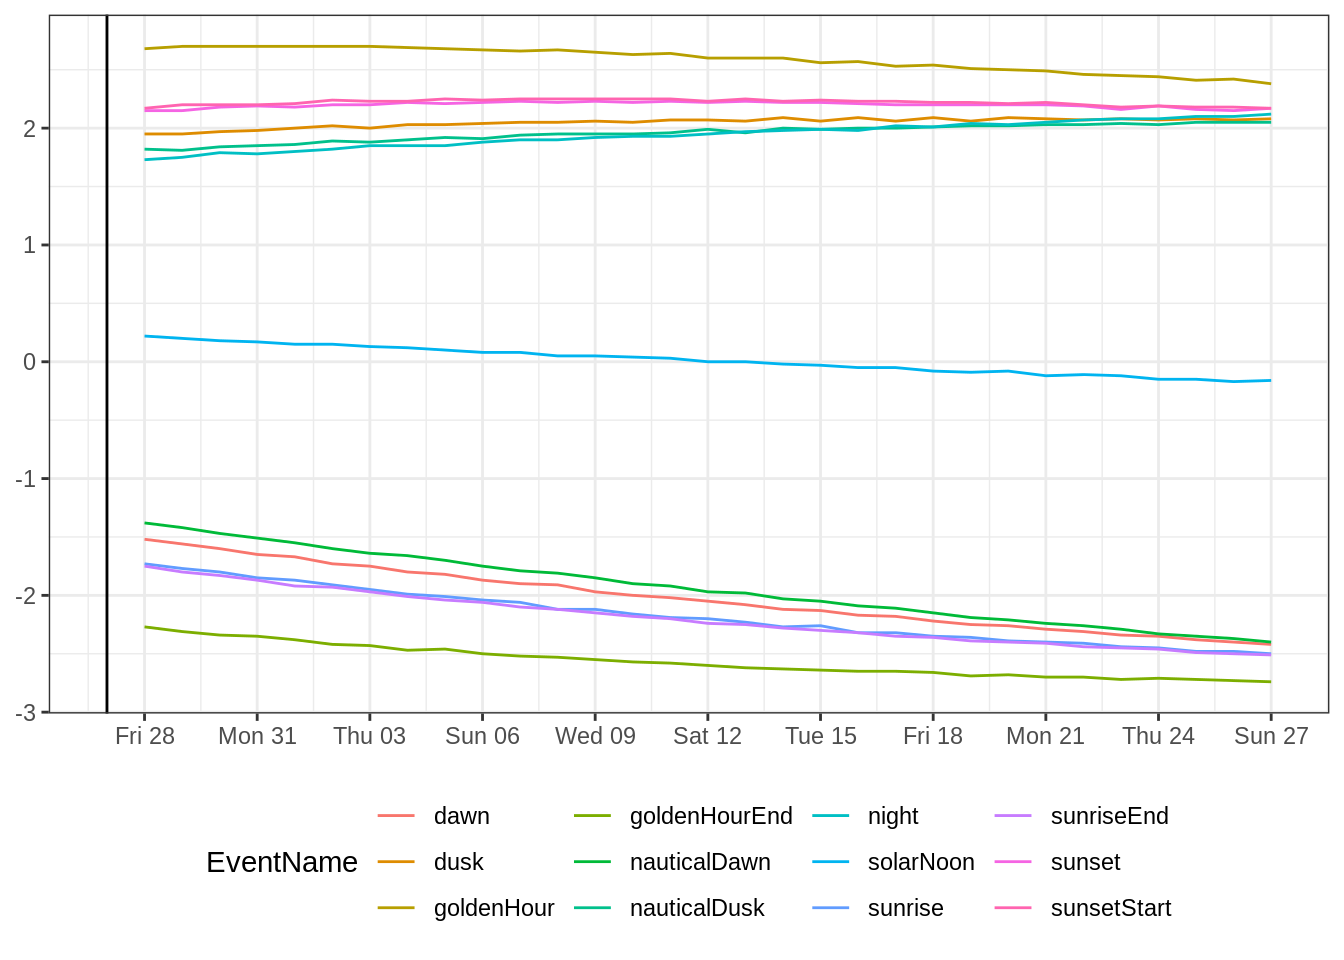 2
1
0
-1
-2
-3
Fri 28 Mon 31 Thu 03 Sun 06 Wed 09 Sat 12 Tue 15 Fri 18 Mon 21 Thu 24 Sun 27
EventName
dawn goldenHourEnd night sunriseEnd
dusk nauticalDawn solarNoon sunset
goldenHour nauticalDusk sunrise sunsetStart